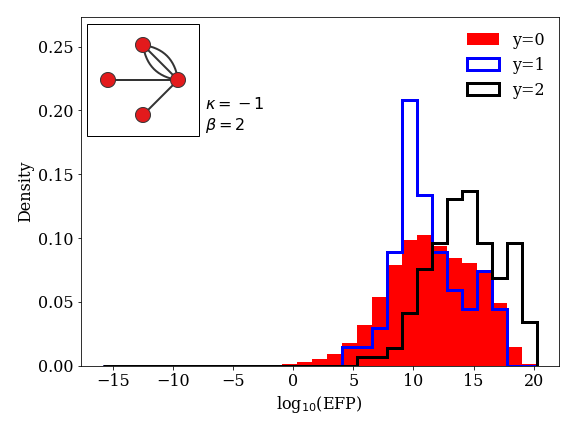 κ = −1
β = 2
y=0
y=1
y=2
Density
0.25
0.20
0.15
0.10
0.05
0.00
−15 −10 −5 0 5 10 15 20
log₁₀(EFP)